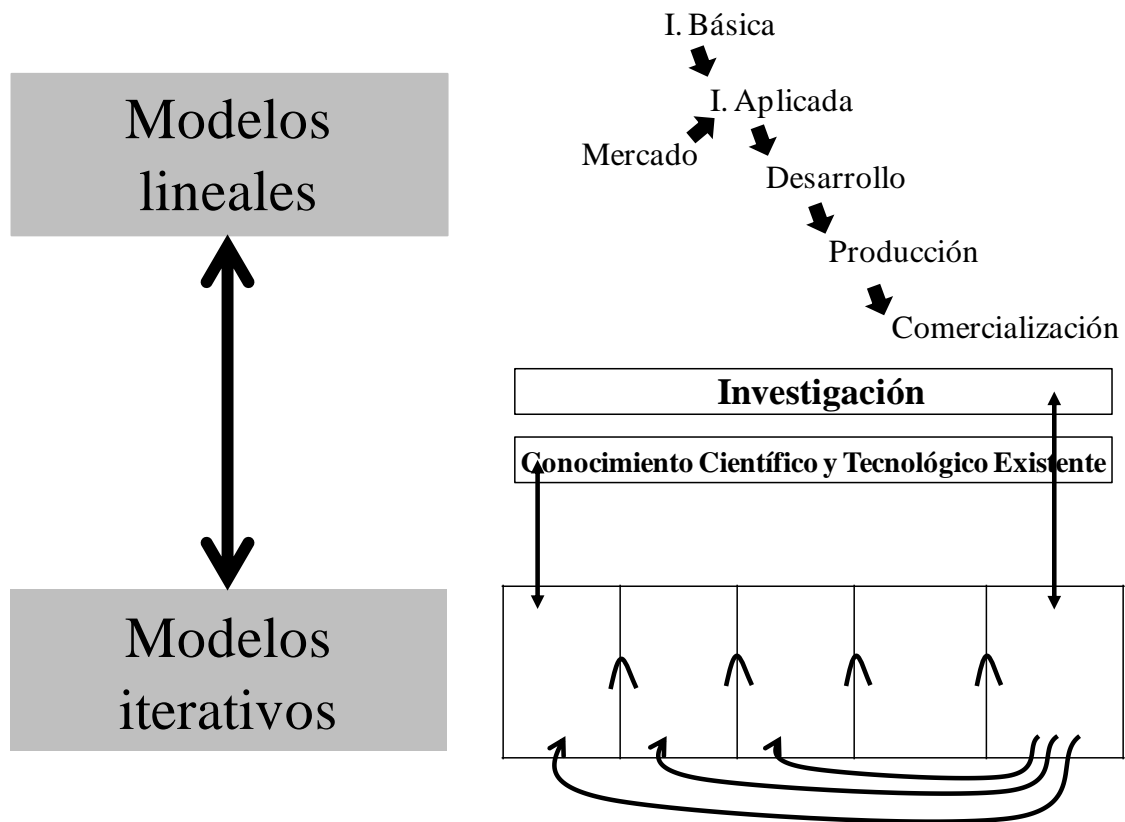 Modelos
lineales
I. Básica
I. Aplicada
Mercado
Desarrollo
Producción
Comercialización
Investigación
Conocimiento Científico y Tecnológico Existente
Modelos
iterativos